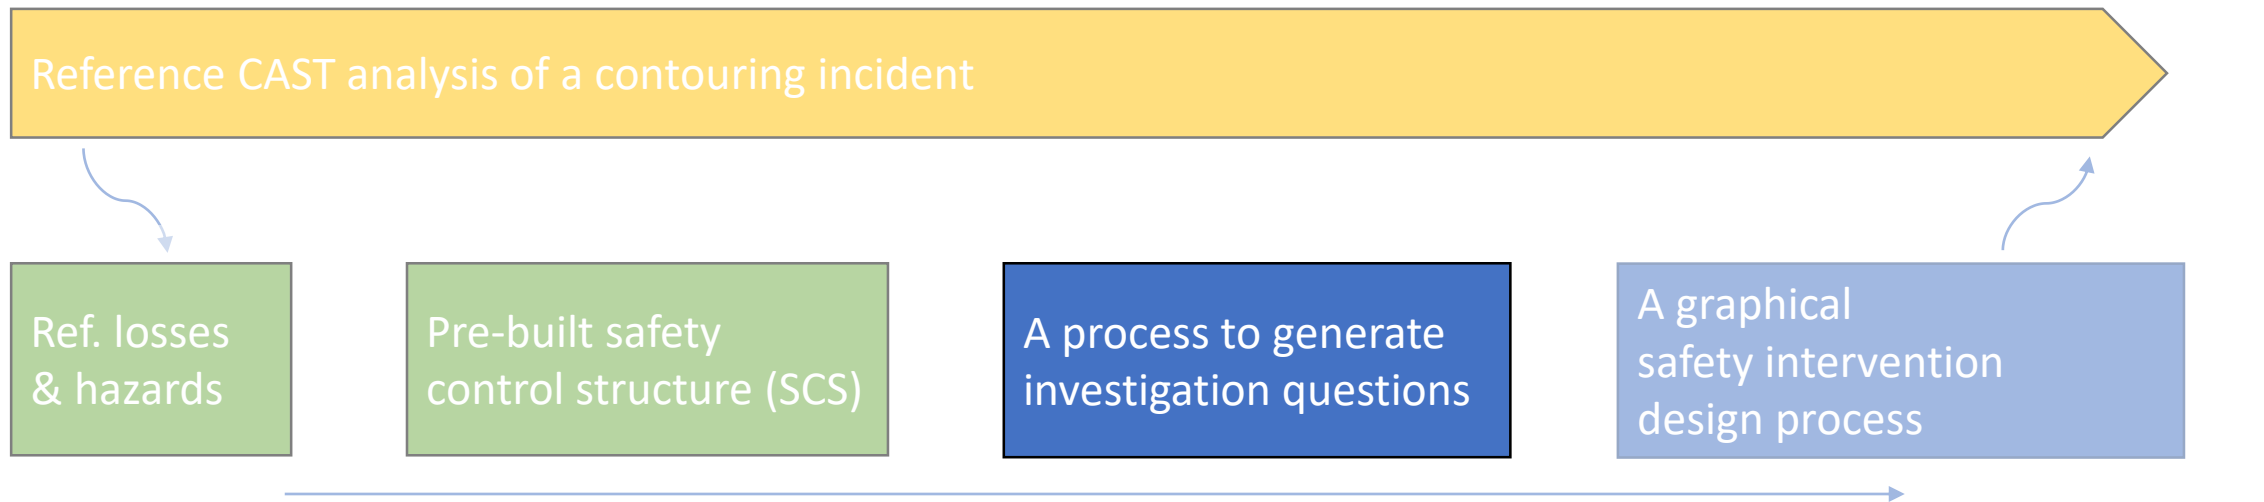 Reference CAST analysis of a contouring incident
Ref. losses
& hazards
Pre-built safety
control structure (SCS)
A process to generate
investigation questions
A graphical
safety intervention
design process